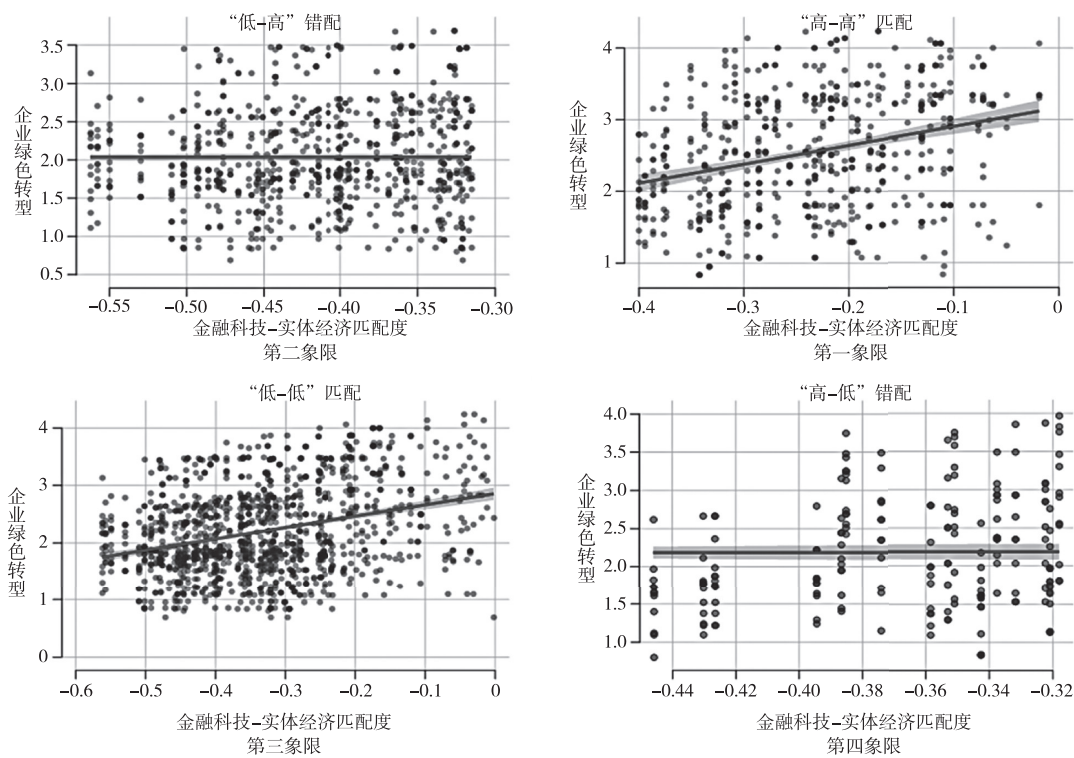 “低–高”错配
3.5
3.0
2.5
2.0
1.5
1.0
0.5
企业绿色转型
−0.55 −0.50 −0.45 −0.40 −0.35 −0.30
金融科技–实体经济匹配度
第二象限
“高–高”匹配
4
3
2
1
企业绿色转型
−0.4 −0.3 −0.2 −0.1 0
金融科技–实体经济匹配度
第一象限
“低–低”匹配
4
3
2
1
0
企业绿色转型
−0.6 −0.5 −0.4 −0.3 −0.2 −0.1 0
金融科技–实体经济匹配度
第三象限
“高–低”错配
4.0
3.5
3.0
2.5
2.0
1.5
1.0
企业绿色转型
−0.44 −0.42 −0.40 −0.38 −0.36 −0.34 −0.32
金融科技–实体经济匹配度
第四象限